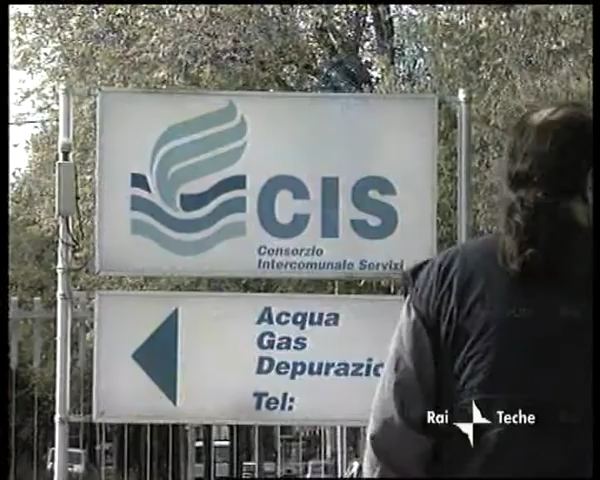 CIS
Consorzio
Intercomunale Servizi
Acqua
Gas
Depurazio
Tel:
Rai Teche